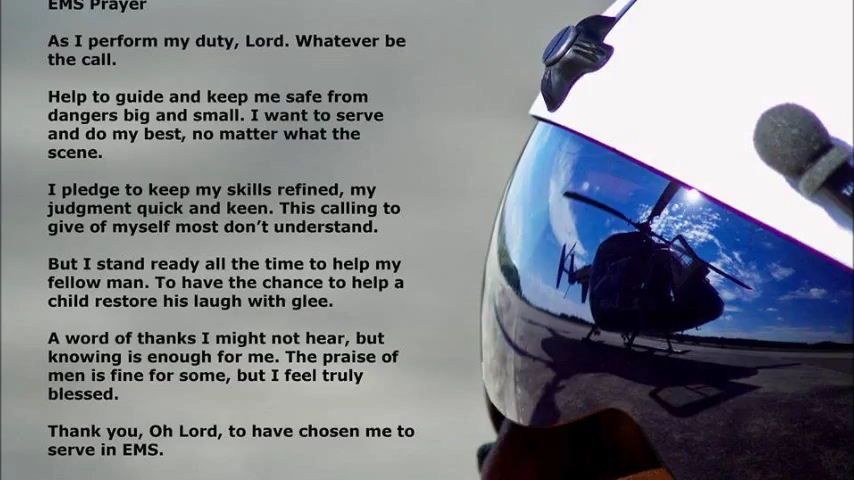 EMS Prayer
As I perform my duty, Lord. Whatever be
the call.
Help to guide and keep me safe from
dangers big and small. I want to serve
and do my best, no matter what the
scene.
I pledge to keep my skills refined, my
judgment quick and keen. This calling to
give of myself most don’t understand.
But I stand ready all the time to help my
fellow man. To have the chance to help a
child restore his laugh with glee.
A word of thanks I might not hear, but
knowing is enough for me. The praise of
men is fine for some, but I feel truly
blessed.
Thank you, Oh Lord, to have chosen me to
serve in EMS.